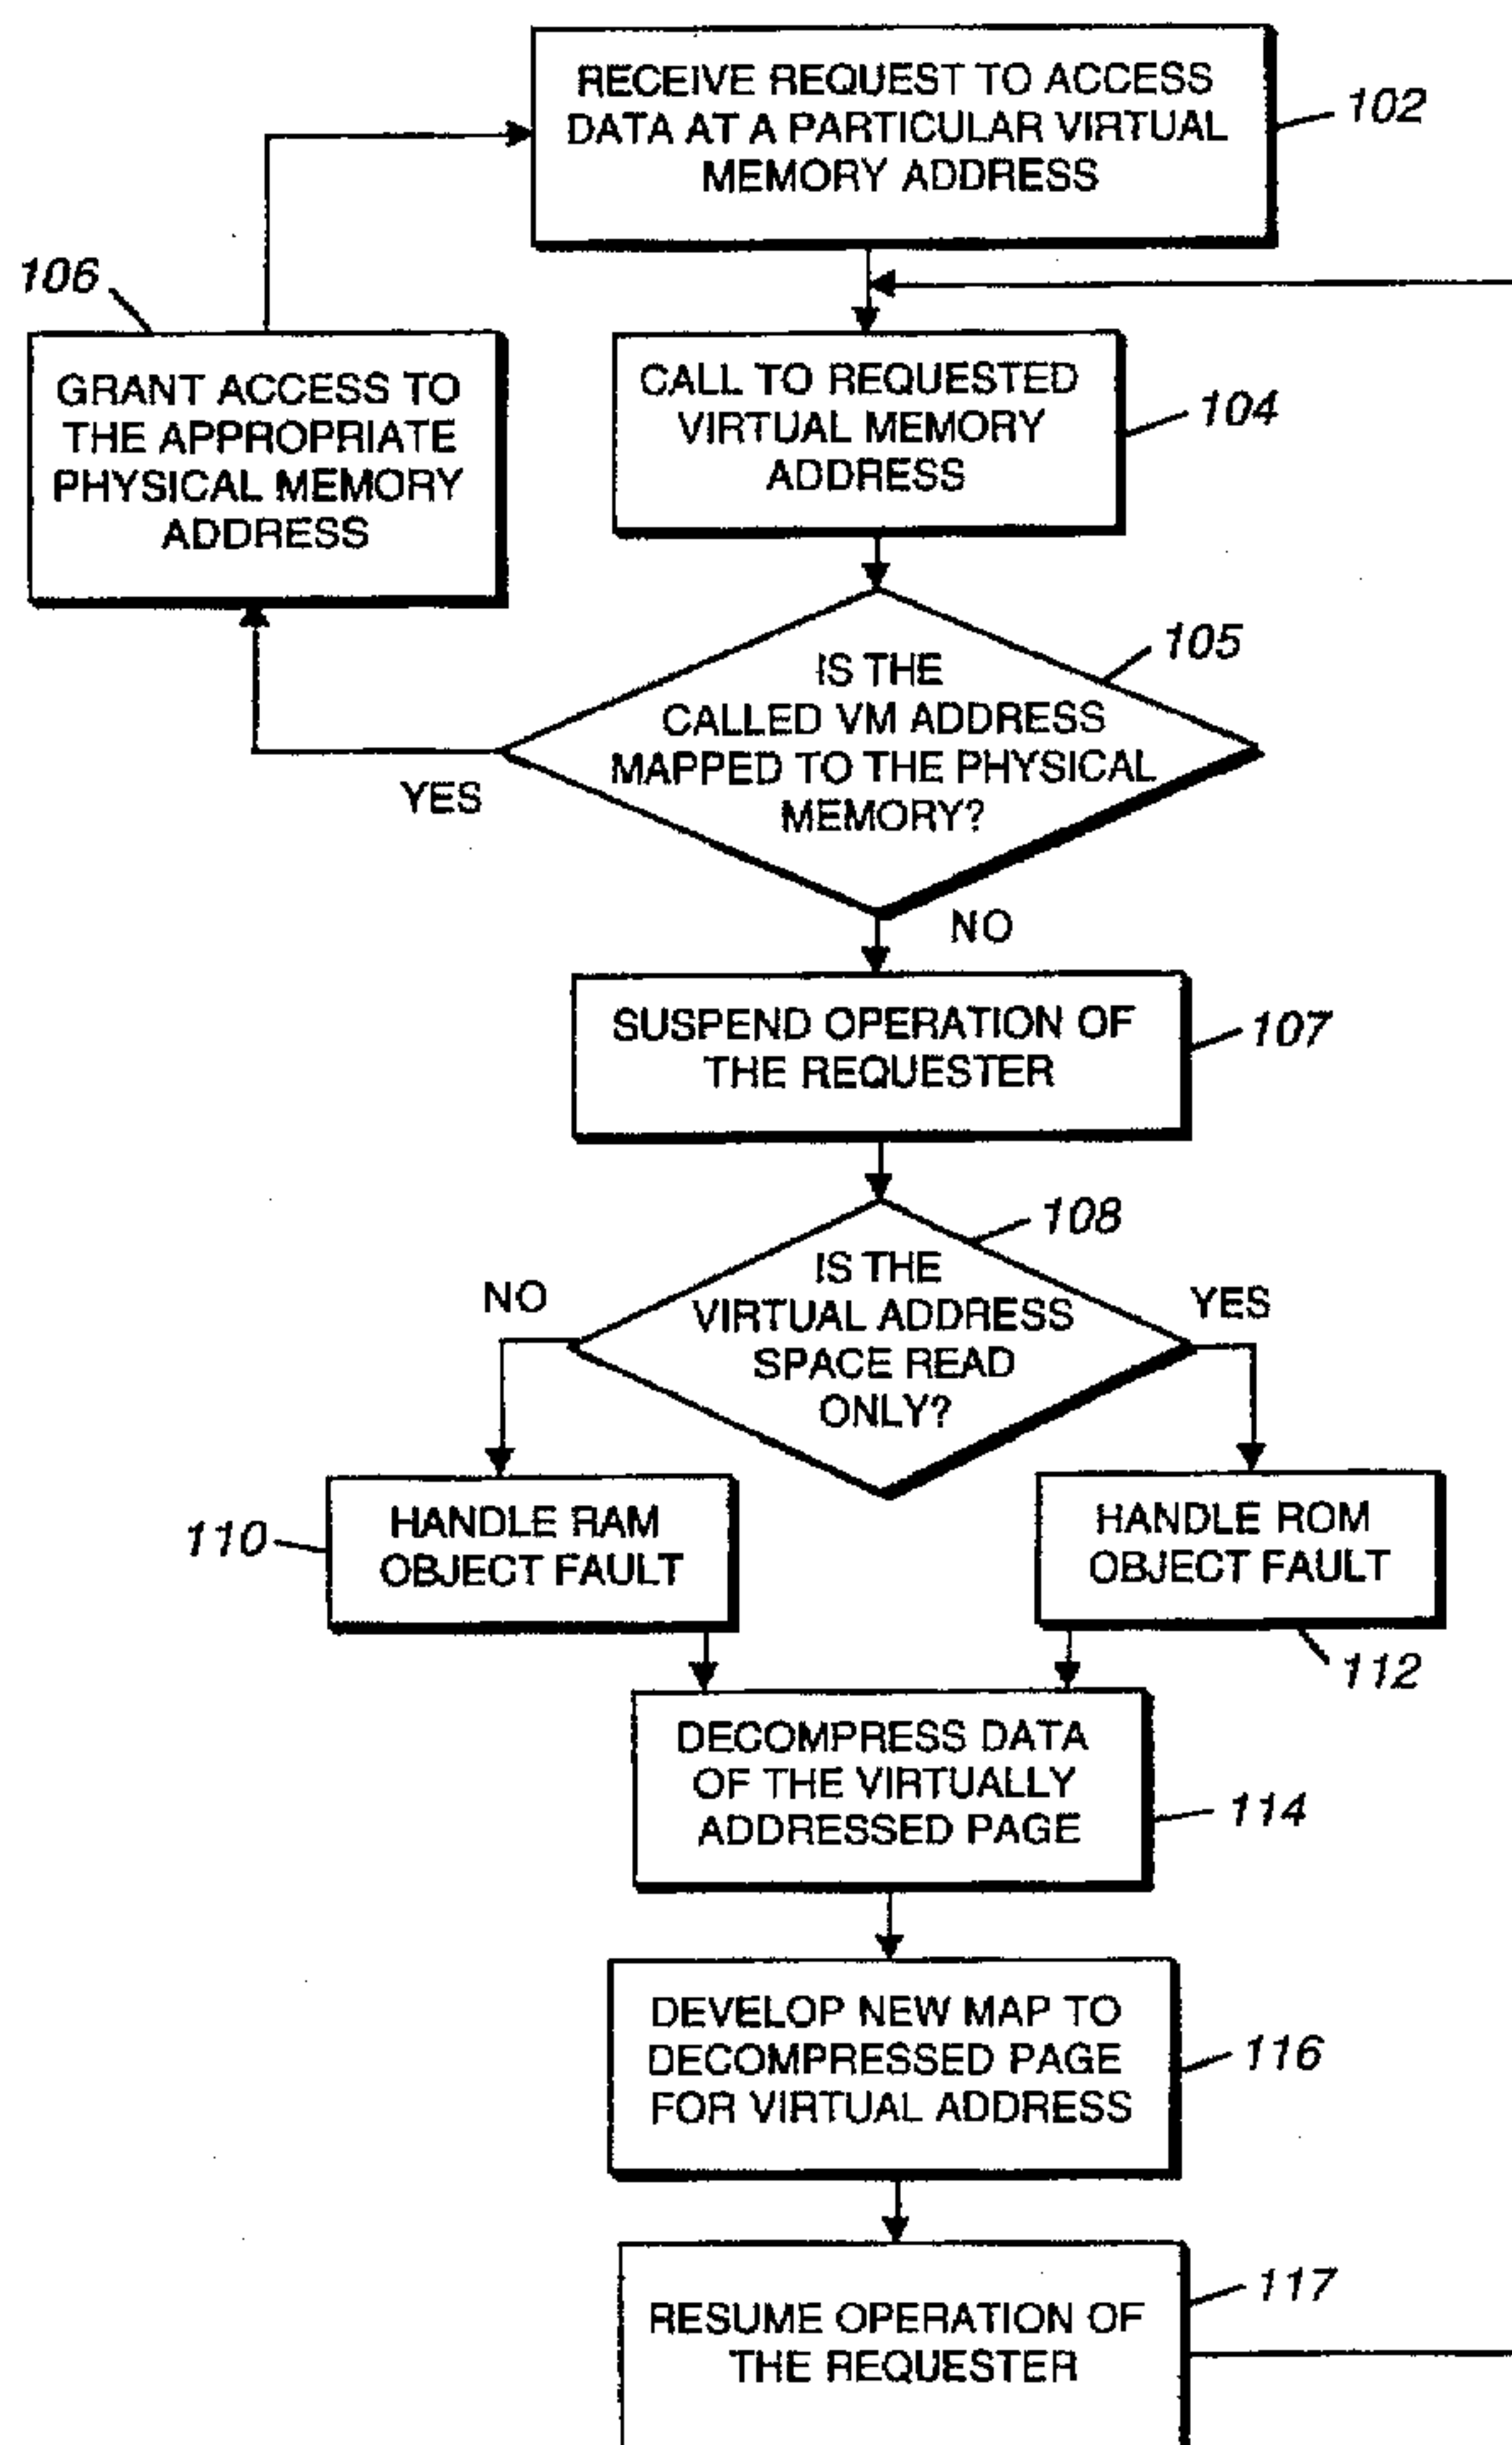 RECEIVE REQUEST TO ACCESS
DATA AT A PARTICULAR VIRTUAL
MEMORY ADDRESS
102
106
GRANT ACCESS TO
THE APPROPRIATE
PHYSICAL MEMORY
ADDRESS
CALL TO REQUESTED
VIRTUAL MEMORY
ADDRESS
104
105
IS THE
CALLED VM ADDRESS
MAPPED TO THE PHYSICAL
MEMORY?
YES
NO
SUSPEND OPERATION OF
THE REQUESTER
107
108
IS THE
VIRTUAL ADDRESS
SPACE READ
ONLY?
NO
YES
110
HANDLE RAM
OBJECT FAULT
HANDLE ROM
OBJECT FAULT
112
DECOMPRESS DATA
OF THE VIRTUALLY
ADDRESSED PAGE
114
DEVELOP NEW MAP TO
DECOMPRESSED PAGE
FOR VIRTUAL ADDRESS
116
117
RESUME OPERATION OF
THE REQUESTER